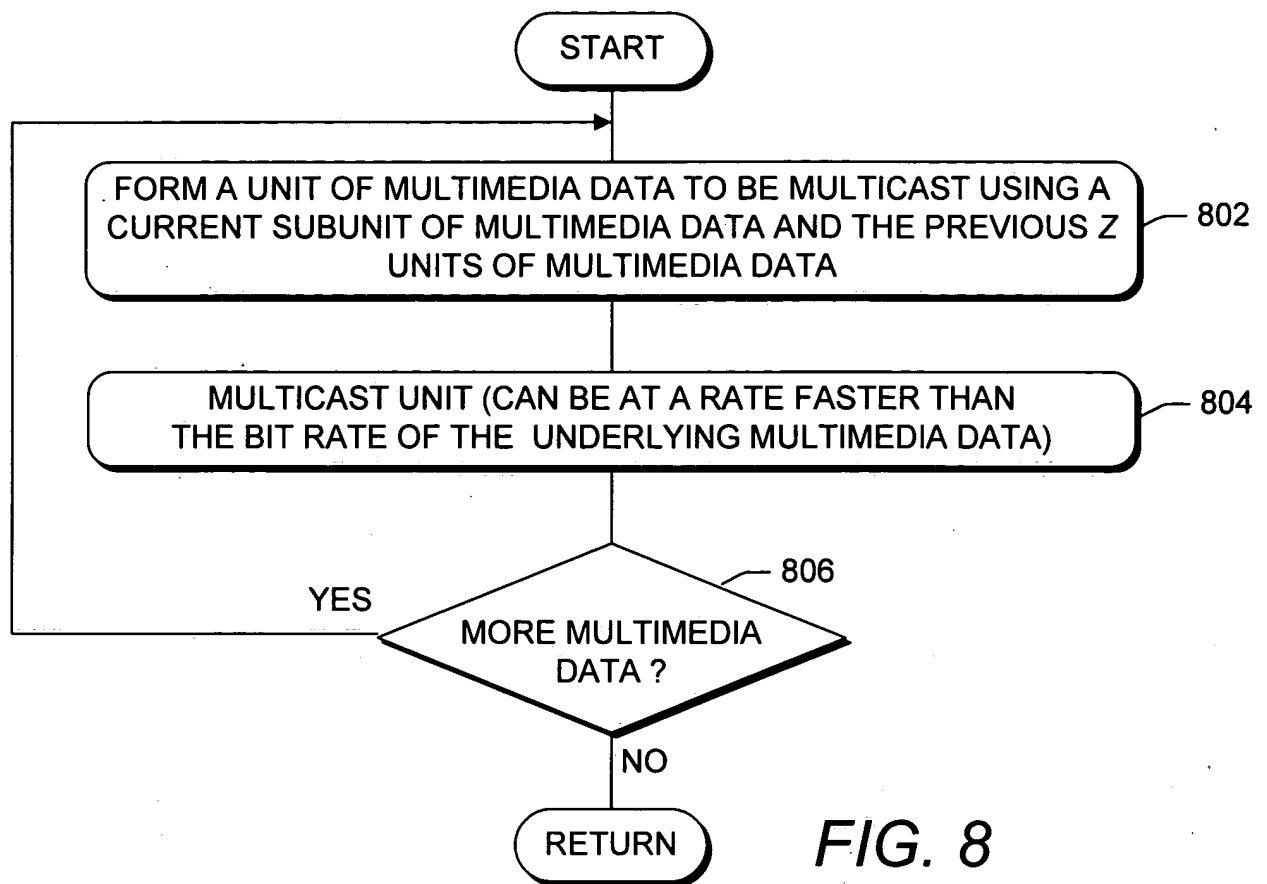 START
FORM A UNIT OF MULTIMEDIA DATA TO BE MULTICAST USING A
CURRENT SUBUNIT OF MULTIMEDIA DATA AND THE PREVIOUS Z
UNITS OF MULTIMEDIA DATA
802
MULTICAST UNIT (CAN BE AT A RATE FASTER THAN
THE BIT RATE OF THE UNDERLYING MULTIMEDIA DATA)
804
806
YES
MORE MULTIMEDIA
DATA ?
NO
RETURN
FIG. 8